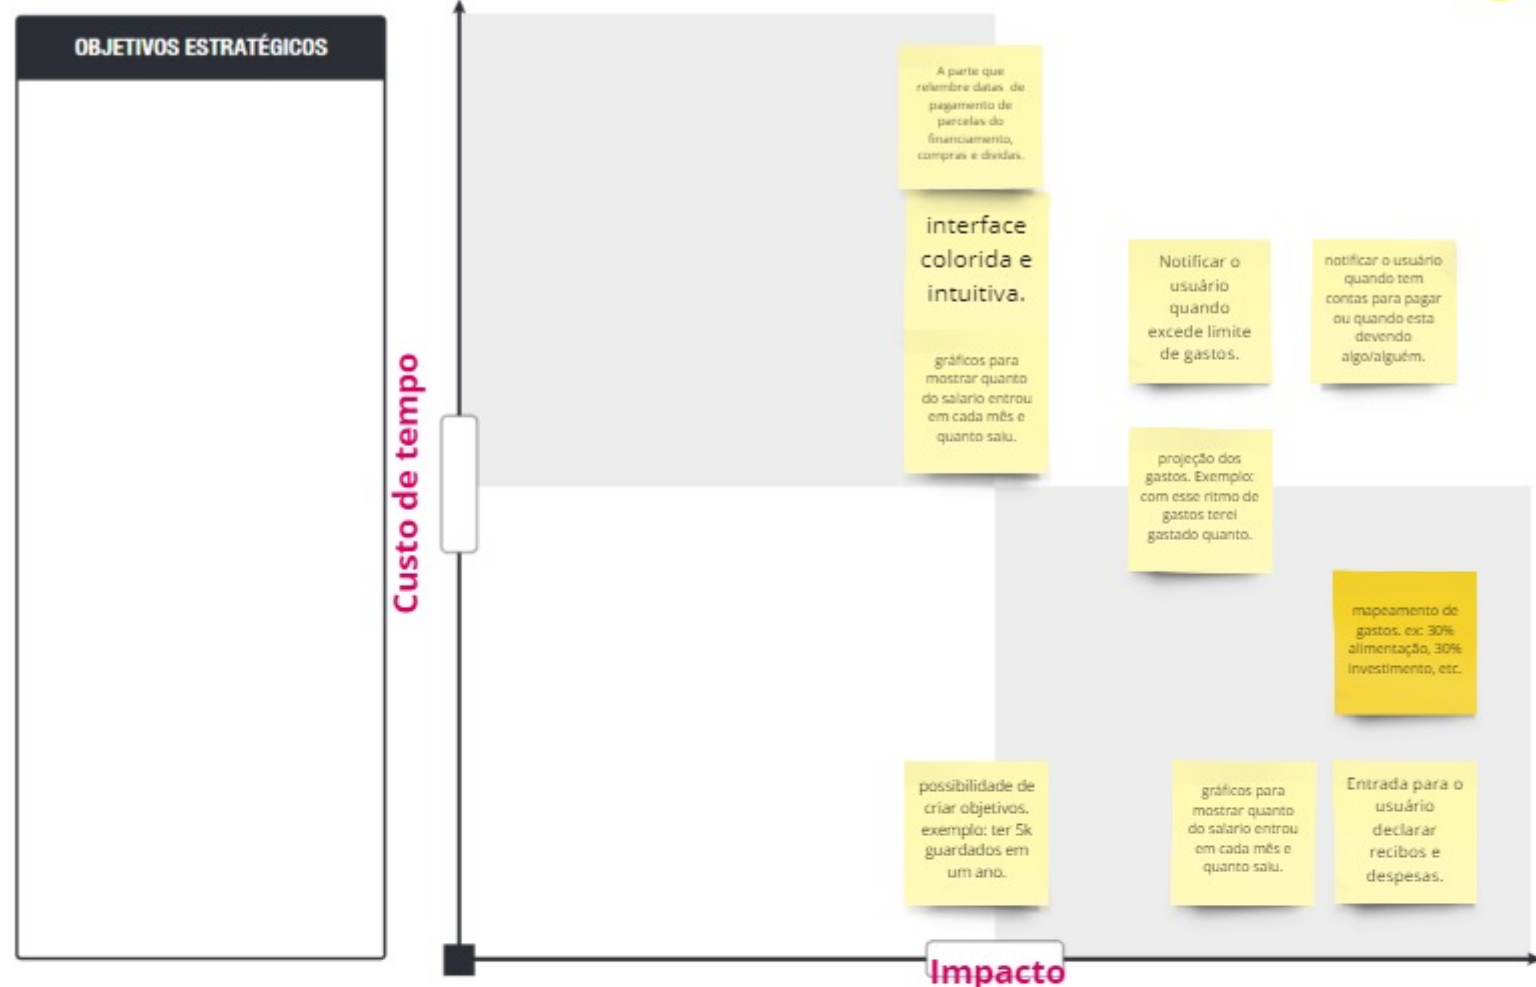 OBJETIVOS ESTRATÉGICOS
Custo de tempo
A parte que
relembre datas de
pagamento de
parcelas do
financiamento,
compras e dividas.
interface
colorida e
intuitiva.
gráficos para
mostrar quanto
do salario entrou
em cada mês e
quanto saiu.
Notificar o
usuário
quando
excede limite
de gastos.
notificar o usuário
quando tem
contas para pagar
ou quando esta
devendo
algo/alguém.
projeção dos
gastos. Exemplo:
com esse ritmo de
gastos terei
gastado quanto.
mapeamento de
gastos. ex: 30%
alimentação, 30%
investimento, etc.
possibilidade de
criar objetivos.
exemplo: ter 5k
guardados em
um ano.
gráficos para
mostrar quanto
do salario entrou
em cada mês e
quanto saiu.
Entrada para o
usuário
declarar
recibos e
despesas.
Impacto